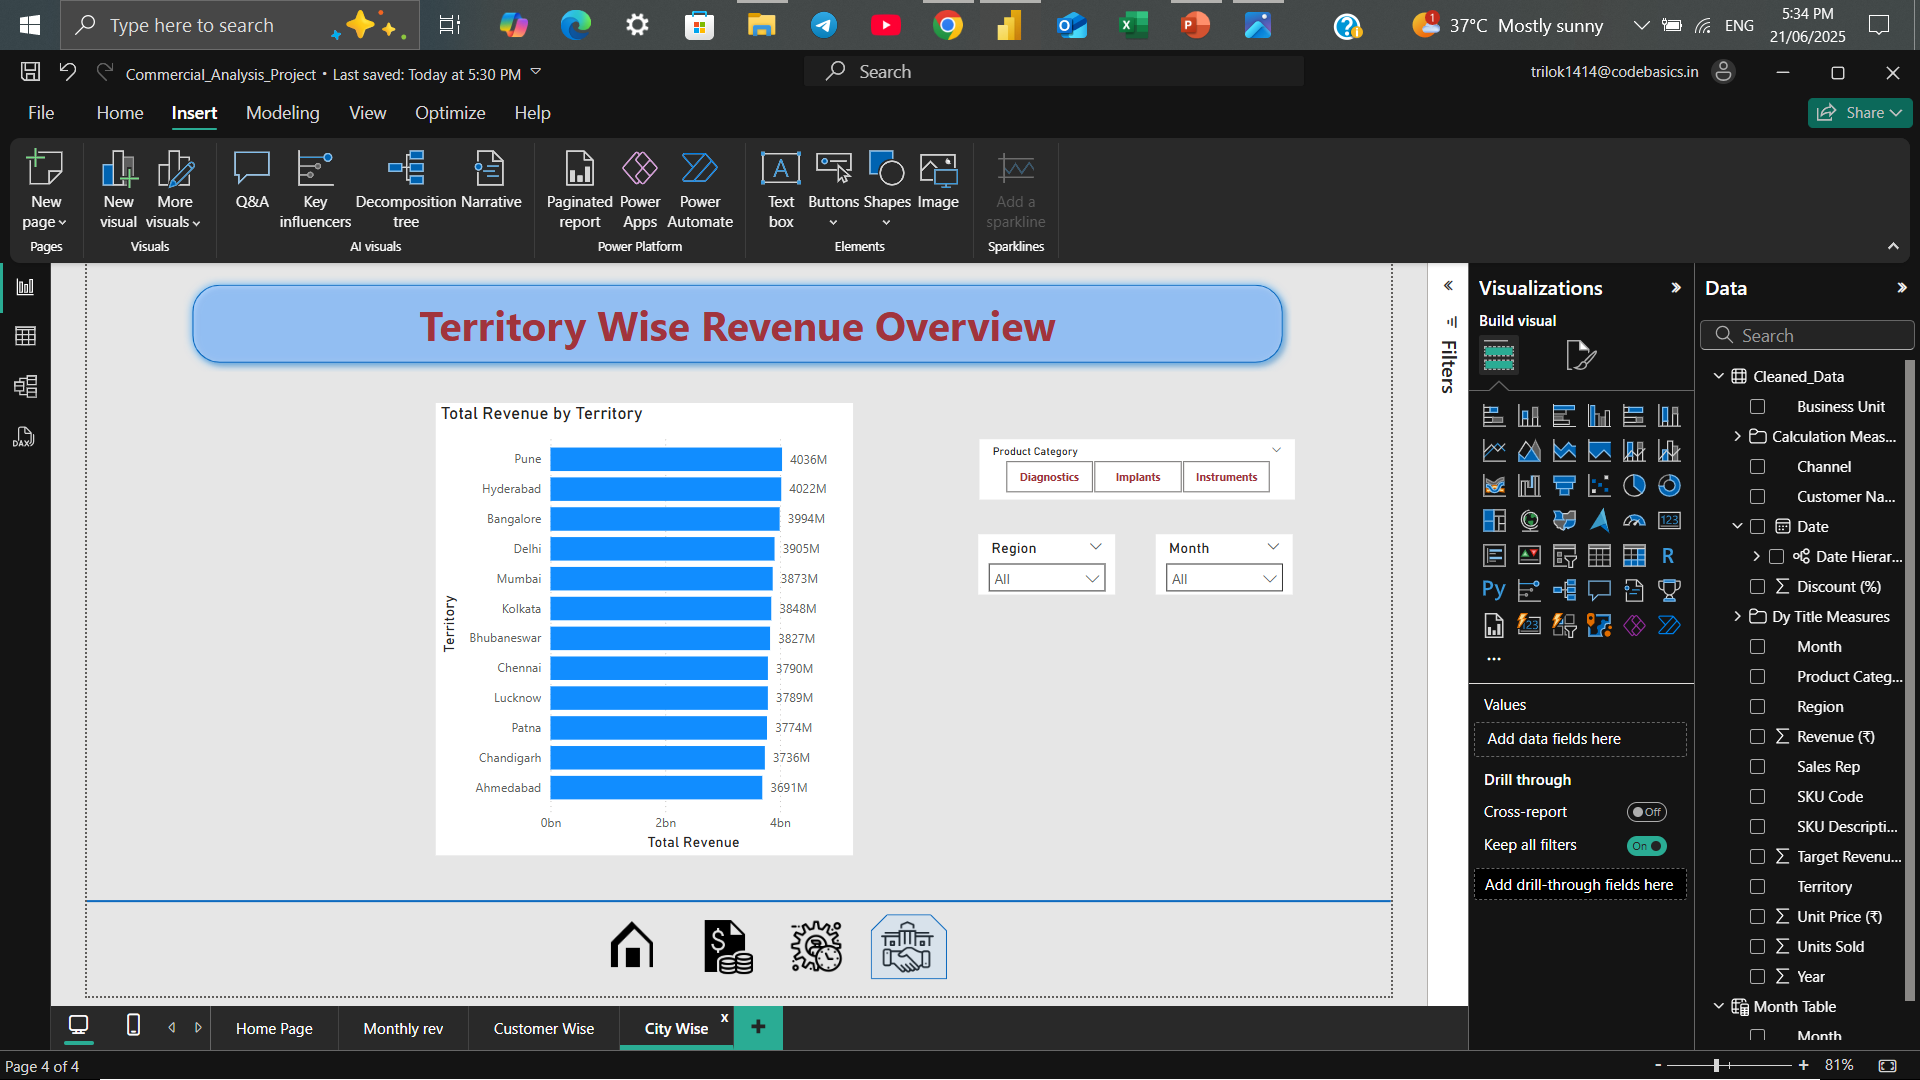 Type here to search
1
37°C Mostly sunny
ENG
5:34 PM
21/06/2025
Commercial_Analysis_Project • Last saved: Today at 5:30 PM
Search
trilok1414@codebasics.in
File
Home
Insert
Modeling
View
Optimize
Help
Share
New page
New visual
More visuals
Q&A
Key influencers
Decomposition tree
Narrative
Paginated report
Power Apps
Power Automate
Text box
Buttons
Shapes
Image
Add a sparkline
Pages
Visuals
AI visuals
Power Platform
Elements
Sparklines
DAX
Territory Wise Revenue Overview
Total Revenue by Territory
Territory
Pune 4036M
Hyderabad 4022M
Bangalore 3994M
Delhi 3905M
Mumbai 3873M
Kolkata 3848M
Bhubaneswar 3827M
Chennai 3790M
Lucknow 3789M
Patna 3774M
Chandigarh 3736M
Ahmedabad 3691M
0bn 2bn 4bn
Total Revenue
Product Category
Diagnostics Implants Instruments
Region
All
Month
All
Filters
Visualizations
Build visual
123
R
Py
123
...
Values
Add data fields here
Drill through
Cross-report
Off
Keep all filters
On
Add drill-through fields here
Data
Search
Cleaned_Data
Business Unit
Calculation Meas...
Channel
Customer Na...
Date
Date Hierar...
Discount (%)
Dy Title Measures
Month
Product Categ...
Region
Revenue (₹)
Sales Rep
SKU Code
SKU Descripti...
Target Revenu...
Territory
Unit Price (₹)
Units Sold
Year
Month Table
Month
Home Page
Monthly rev
Customer Wise
City Wise
x
+
Page 4 of 4
- + 81%